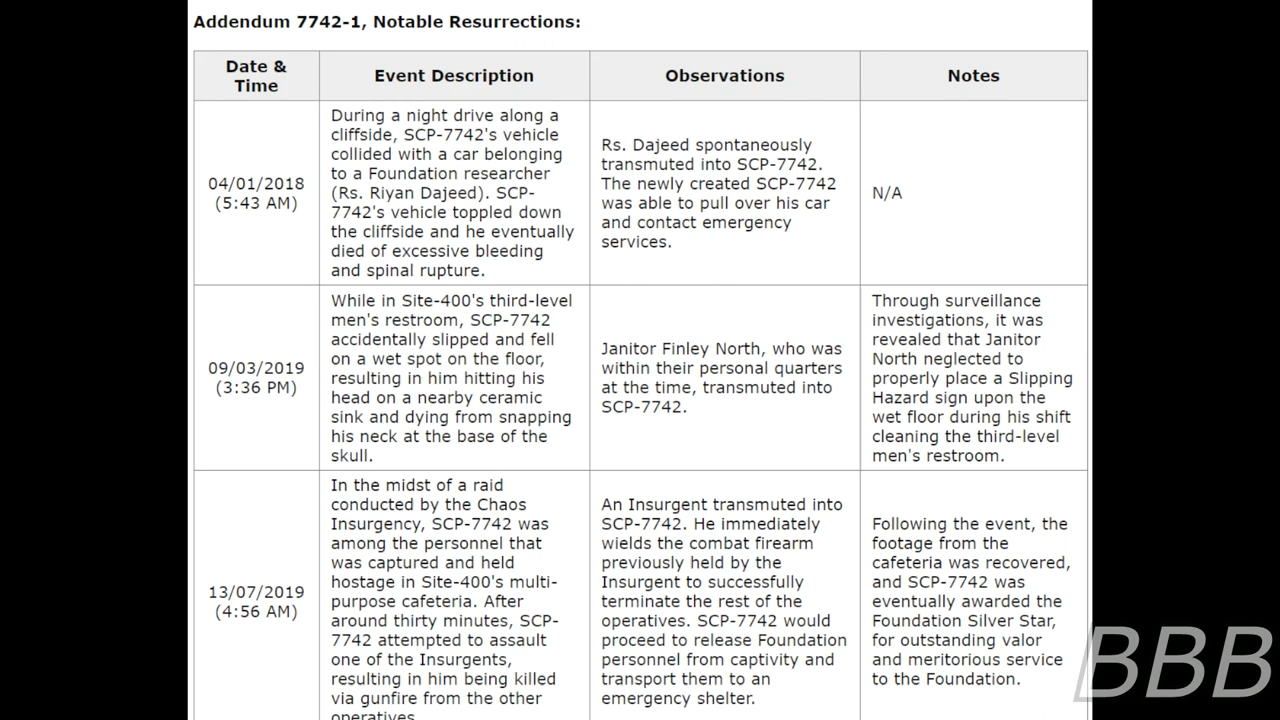 Addendum 7742-1, Notable Resurrections:
Date &
Time
Event Description
Observations
Notes
04/01/2018
(5:43 AM)
During a night drive along a
cliffside, SCP-7742's vehicle
collided with a car belonging
to a Foundation researcher
(Rs. Riyan Dajeed). SCP-
7742's vehicle toppled down
the cliffside and he eventually
died of excessive bleeding
and spinal rupture.
Rs. Dajeed spontaneously
transmuted into SCP-7742.
The newly created SCP-7742
was able to pull over his car
and contact emergency
services.
N/A
09/03/2019
(3:36 PM)
While in Site-400's third-level
men's restroom, SCP-7742
accidentally slipped and fell
on a wet spot on the floor,
resulting in him hitting his
head on a nearby ceramic
sink and dying from snapping
his neck at the base of the
skull.
Janitor Finley North, who was
within their personal quarters
at the time, transmuted into
SCP-7742.
Through surveillance
investigations, it was
revealed that Janitor
North neglected to
properly place a Slipping
Hazard sign upon the
wet floor during his shift
cleaning the third-level
men's restroom.
13/07/2019
(4:56 AM)
In the midst of a raid
conducted by the Chaos
Insurgency, SCP-7742 was
among the personnel that
was captured and held
hostage in Site-400's multi-
purpose cafeteria. After
around thirty minutes, SCP-
7742 attempted to assault
one of the Insurgents,
resulting in him being killed
via gunfire from the other
operatives.
An Insurgent transmuted into
SCP-7742. He immediately
wields the combat firearm
previously held by the
Insurgent to successfully
terminate the rest of the
operatives. SCP-7742 would
proceed to release Foundation
personnel from captivity and
transport them to an
emergency shelter.
Following the event, the
footage from the
cafeteria was recovered,
and SCP-7742 was
eventually awarded the
Foundation Silver Star,
for outstanding valor
and meritorious service
to the Foundation.
BBB